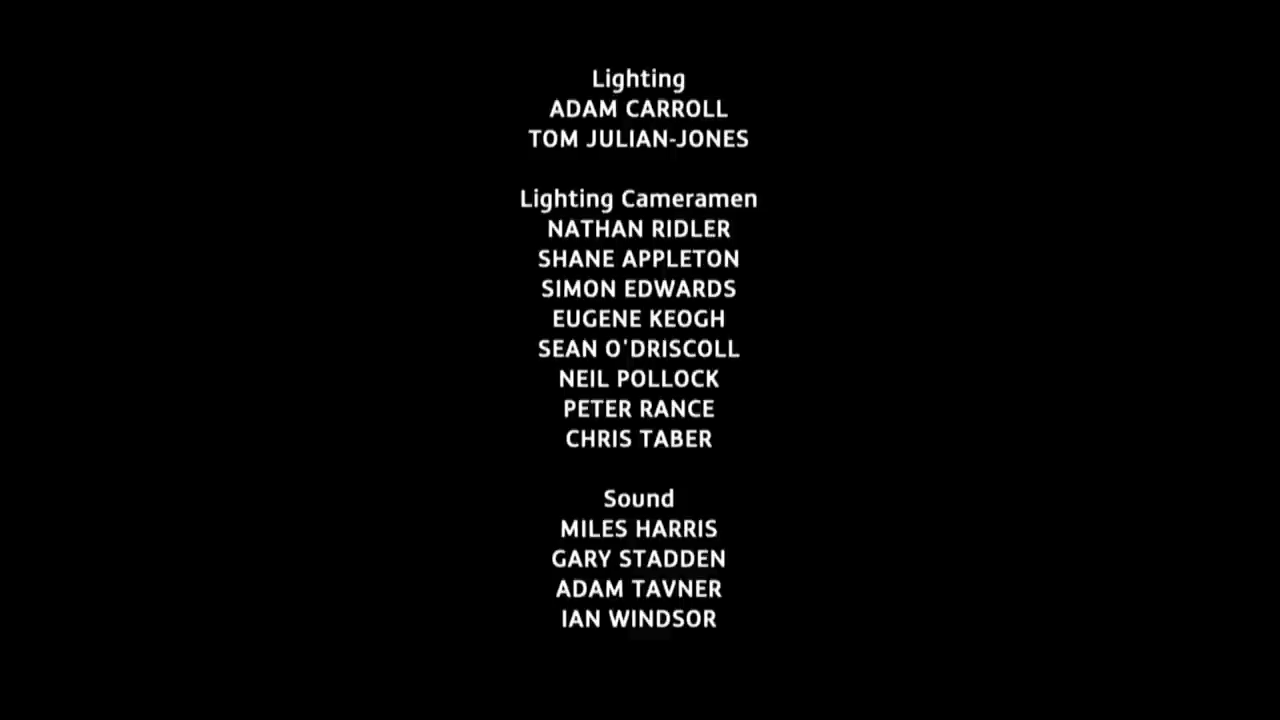 Lighting
ADAM CARROLL
TOM JULIAN-JONES
Lighting Cameramen
NATHAN RIDLER
SHANE APPLETON
SIMON EDWARDS
EUGENE KEOGH
SEAN O'DRISCOLL
NEIL POLLOCK
PETER RANCE
CHRIS TABER
Sound
MILES HARRIS
GARY STADDEN
ADAM TAVNER
IAN WINDSOR